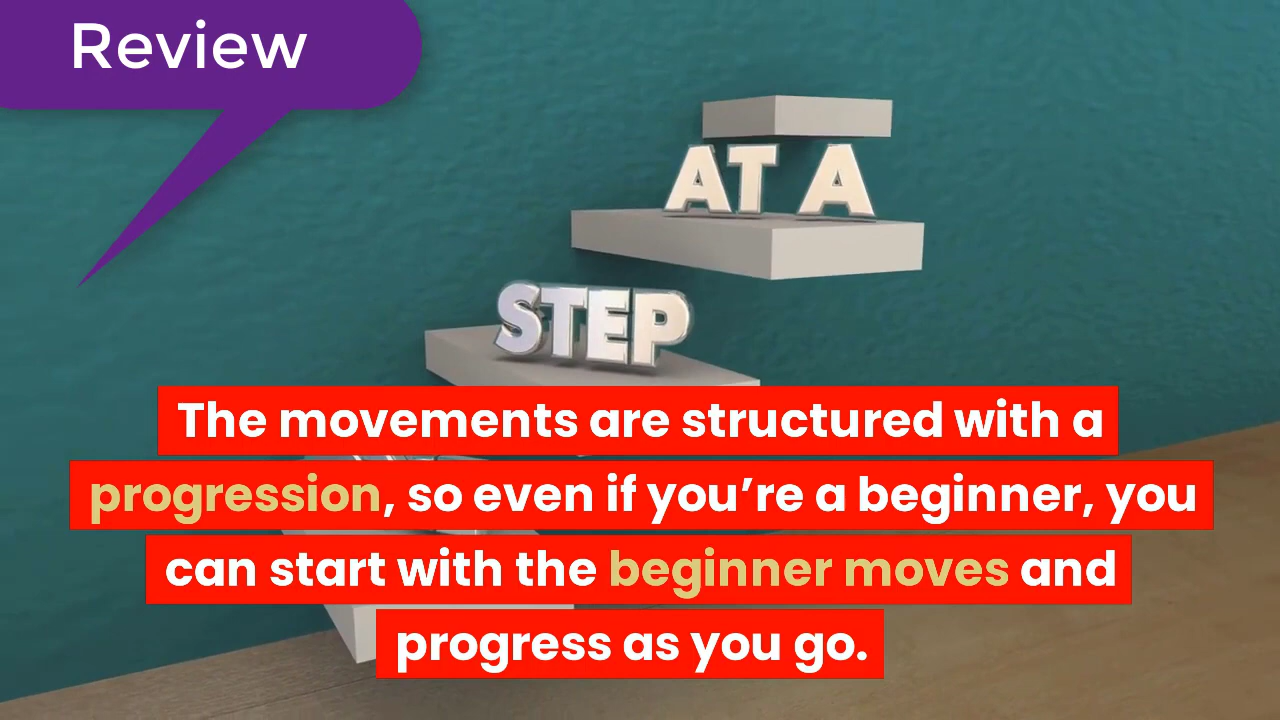 Review
AT A
STEP
The movements are structured with a
progression, so even if you’re a beginner, you
can start with the beginner moves and
progress as you go.